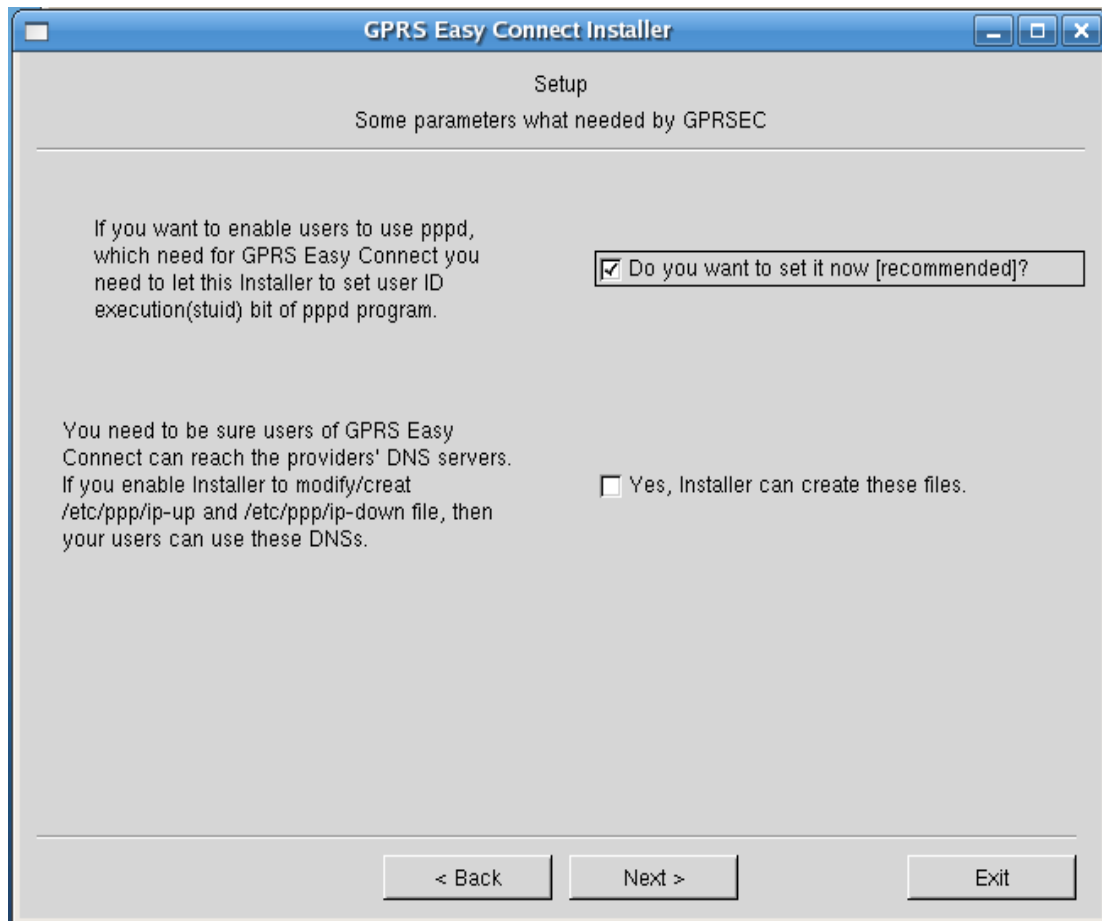 GPRS Easy Connect Installer
Setup
Some parameters what needed by GPRSEC
If you want to enable users to use pppd,
which need for GPRS Easy Connect you
need to let this Installer to set user ID
execution(stuid) bit of pppd program.
Do you want to set it now [recommended]?
You need to be sure users of GPRS Easy
Connect can reach the providers' DNS servers.
If you enable Installer to modify/creat
/etc/ppp/ip-up and /etc/ppp/ip-down file, then
your users can use these DNSs.
Yes, Installer can create these files.
< Back
Next >
Exit